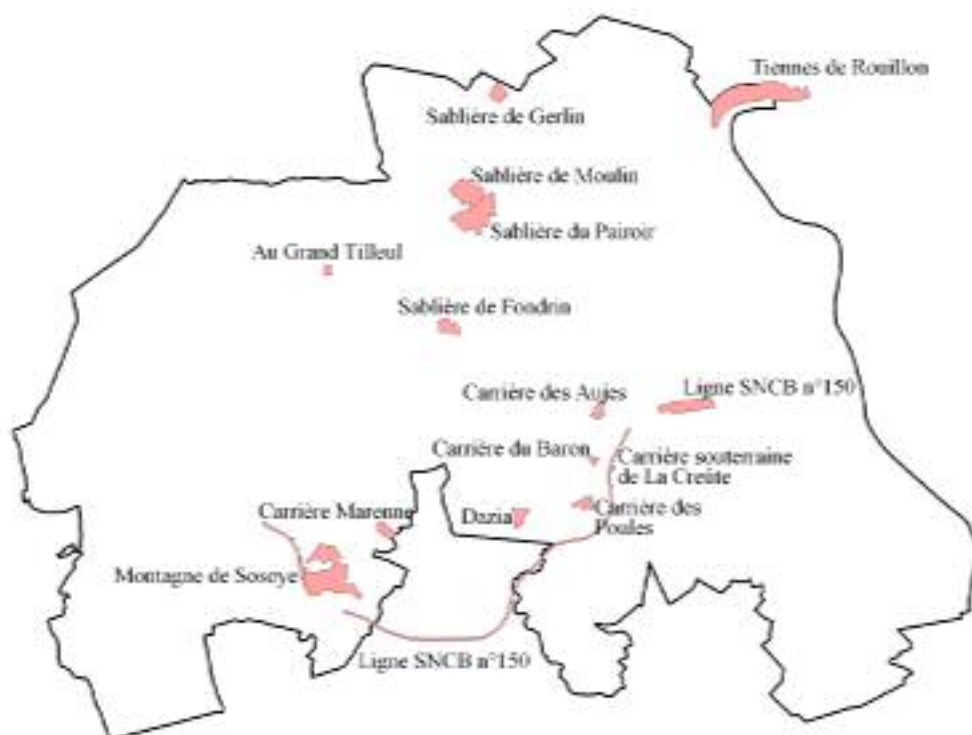 Tiennes de Rouillon
Sablière de Gerlin
Sablière de Moulin
Sablière du Pairoir
Au Grand Tilleul
Sablière de Fondrin
Carrière des Aujes
Ligne SNCB n°150
Carrière du Baron
Carrière souterraine
de La Creûte
Carrière Marenne
Dazia
Carrière des
Poules
Montagne de Sosoye
Ligne SNCB n°150